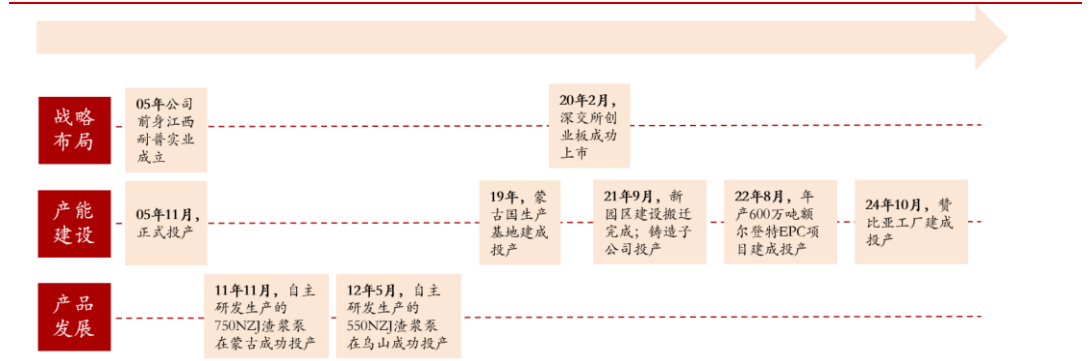 战略
布局
05年公司
前身江西
耐普实业
成立
20年2月，
深交所创
业板成功
上市
产能
建设
05年11月，
正式投产
19年，蒙
古国生产
基地建成
投产
21年9月，新
园区建设搬迁
完成；铸造子
公司投产
22年8月，年
产600万吨额
尔登特EPC项
目建成投产
24年10月，赞
比亚工厂建成
投产
产品
发展
11年11月，自主
研发生产的
750NZJ渣浆泵
在蒙古成功投产
12年5月，自主
研发生产的
550NZJ渣浆泵
在乌山成功投产